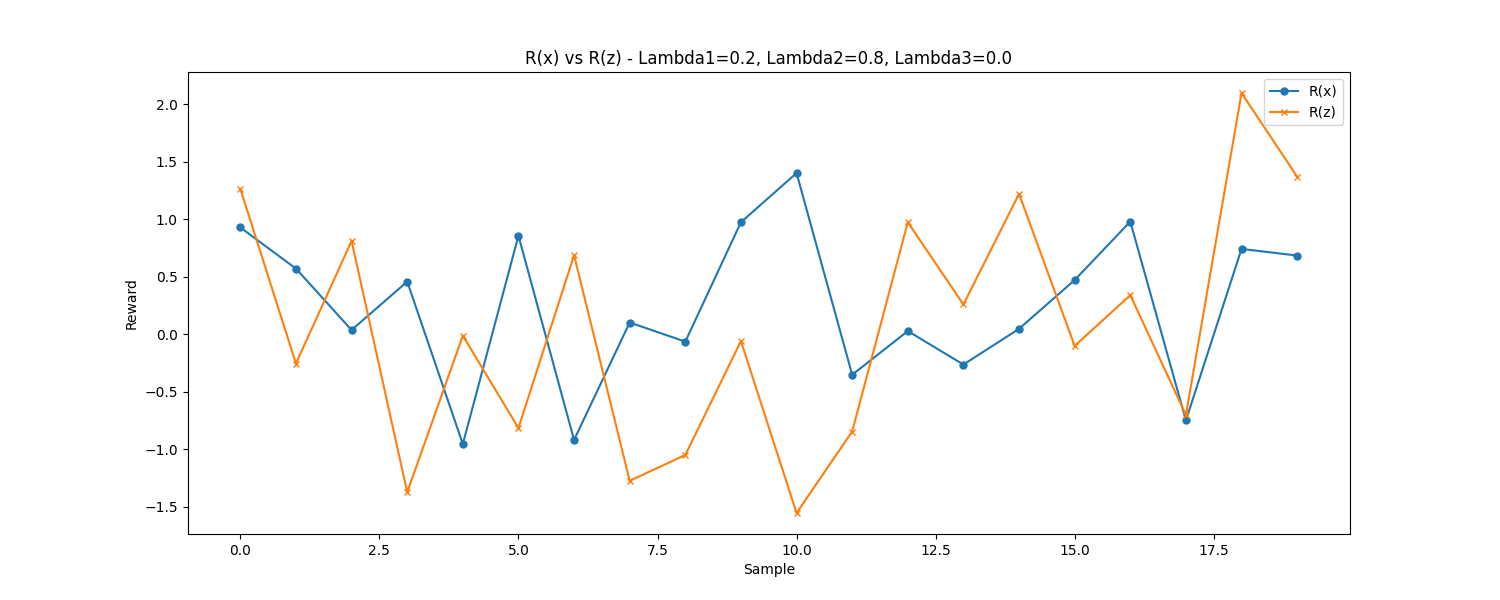 R(x) vs R(z) - Lambda1=0.2, Lambda2=0.8, Lambda3=0.0
R(x)
R(z)
Reward
2.0
1.5
1.0
0.5
0.0
−0.5
−1.0
−1.5
0.0 2.5 5.0 7.5 10.0 12.5 15.0 17.5
Sample